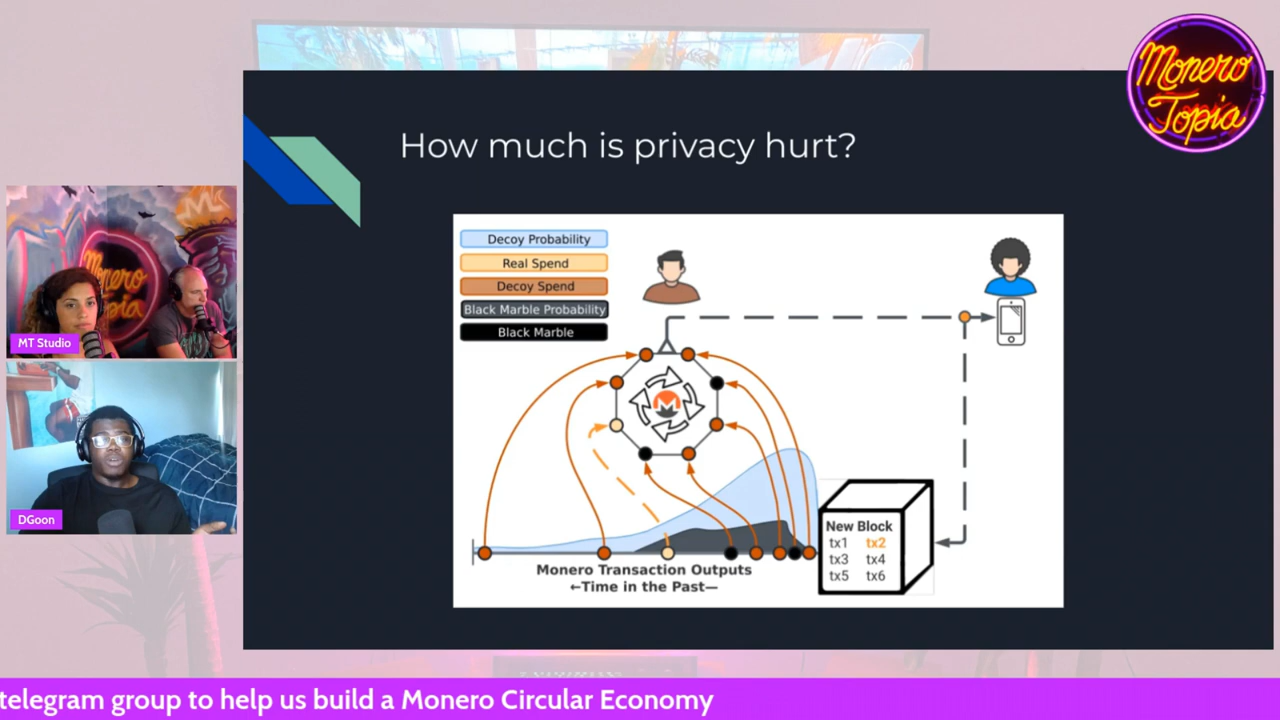 Monero
Topia
How much is privacy hurt?
Decoy Probability
Real Spend
Decoy Spend
Black Marble Probability
Black Marble
Monero
Topia
MT Studio
DGoon
New Block
tx1 tx2
tx3 tx4
tx5 tx6
Monero Transaction Outputs
←Time in the Past—
telegram group to help us build a Monero Circular Economy